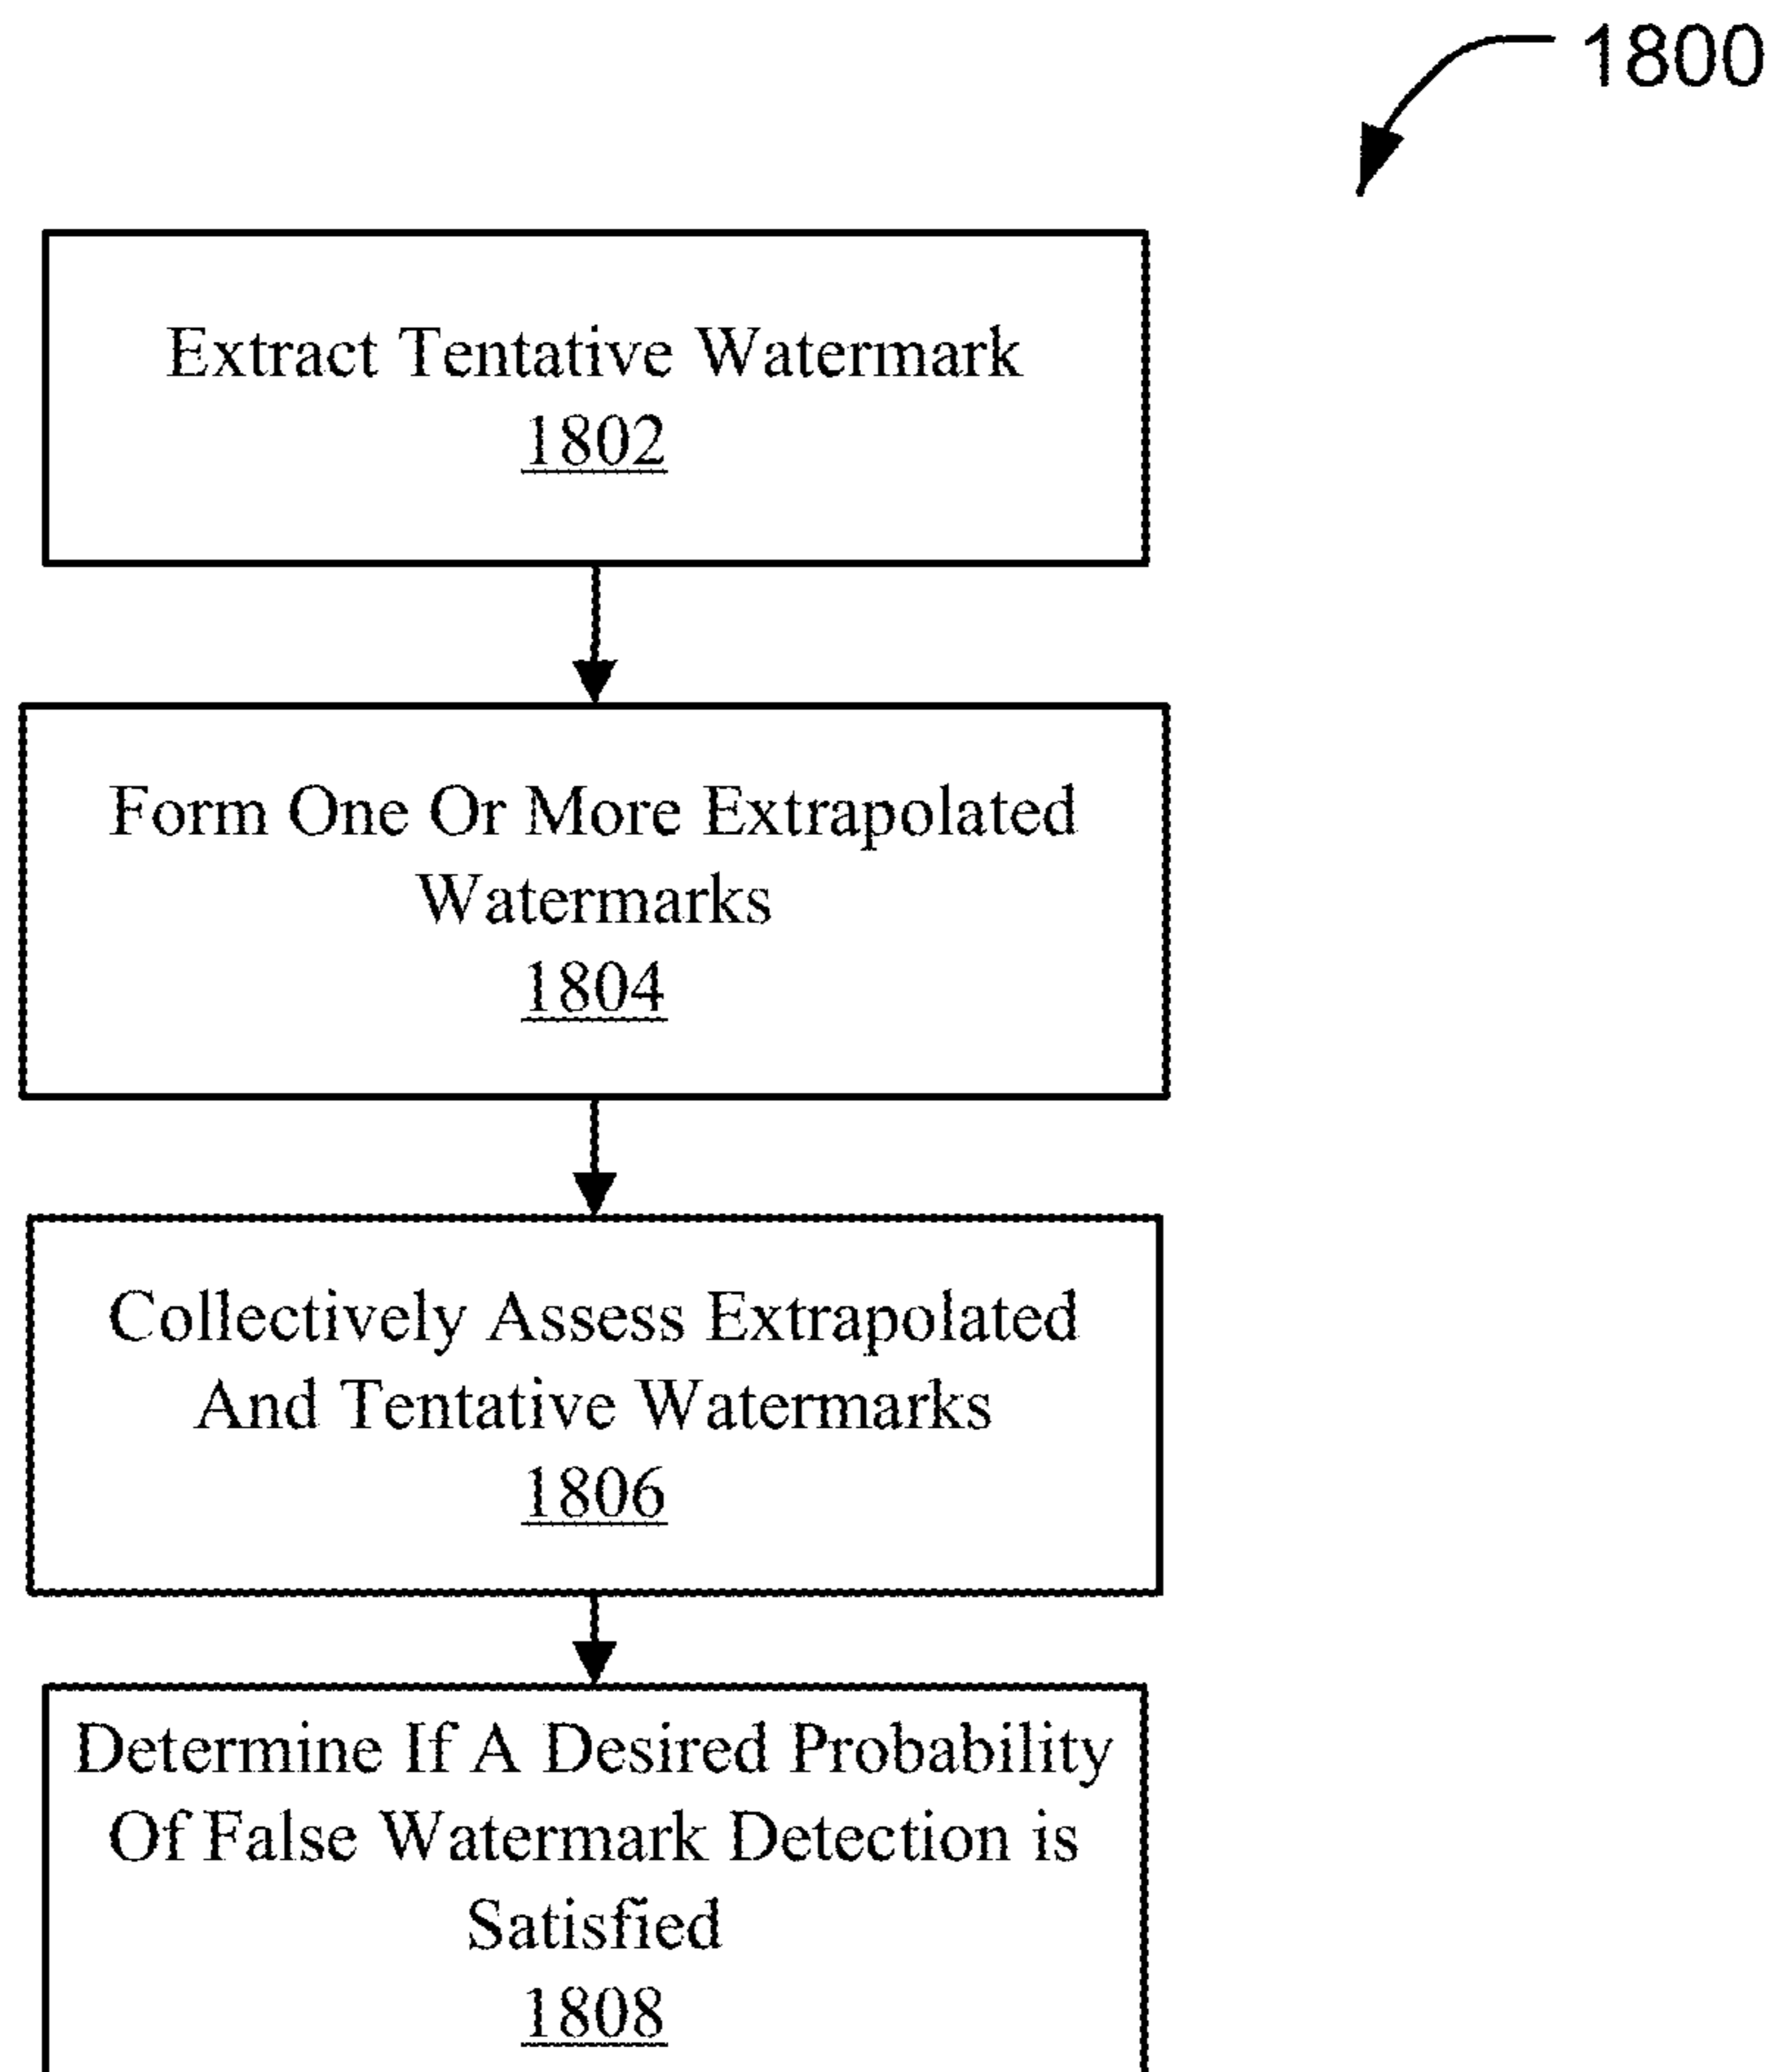 1800
Extract Tentative Watermark
1802
Form One Or More Extrapolated
Watermarks
1804
Collectively Assess Extrapolated
And Tentative Watermarks
1806
Determine If A Desired Probability
Of False Watermark Detection is
Satisfied
1808